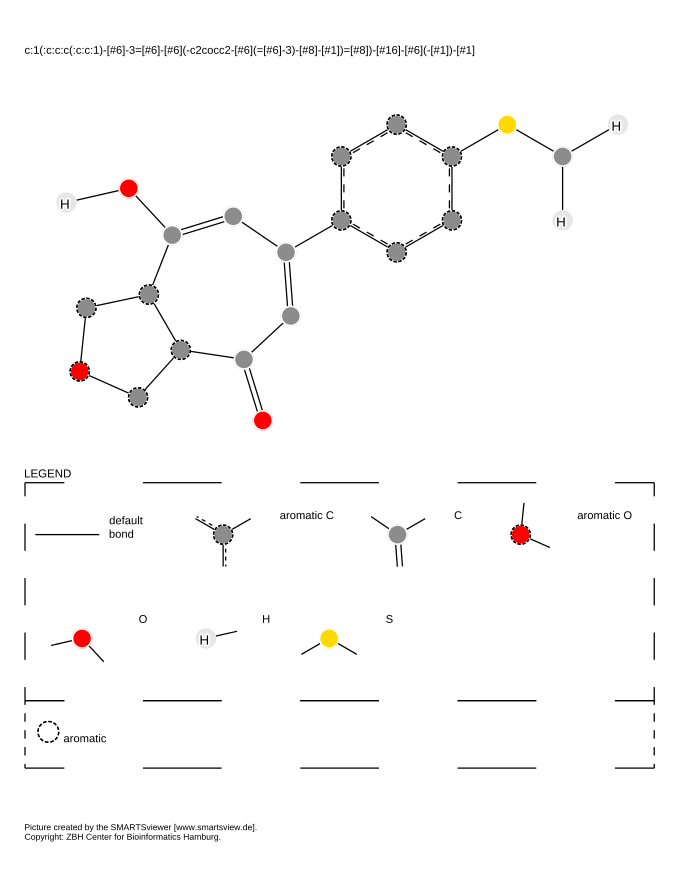 c:1(:c:c:c(:c:c:1)-[#6]-3=[#6]-[#6](-c2cocc2-[#6](=[#6]-3)-[#8]-[#1])=[#8])-[#16]-[#6](-[#1])-[#1]
H
H
H
LEGEND
default
bond
aromatic C
C
aromatic O
O
H
H
S
aromatic
Picture created by the SMARTSviewer [www.smartsview.de].
Copyright: ZBH Center for Bioinformatics Hamburg.